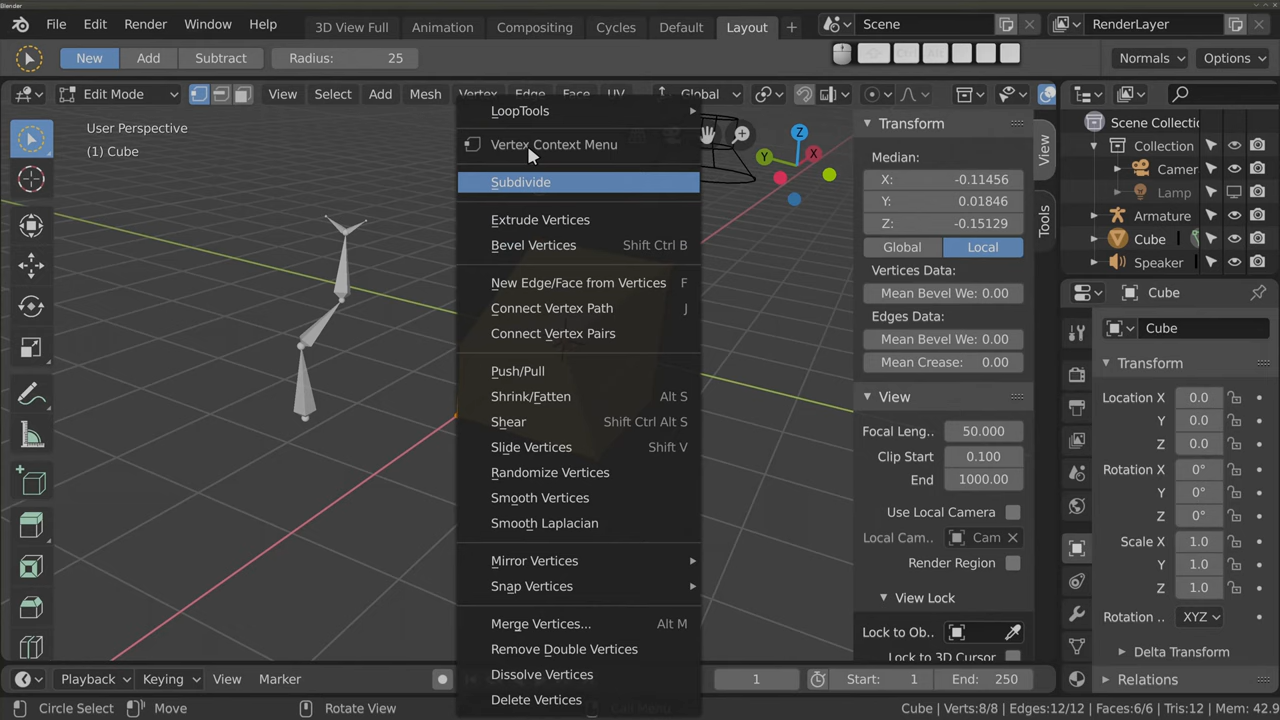 Blender
File Edit Render Window Help 3D View Full Animation Compositing Cycles Default Layout Scene RenderLayer
New Add Subtract Radius: 25 Ctrl Alt Normals Options
Edit Mode View Select Add Mesh Vertex Edge Face UV Global
User Perspective
(1) Cube
LoopTools
Vertex Context Menu
Subdivide
Extrude Vertices
Bevel Vertices Shift Ctrl B
New Edge/Face from Vertices F
Connect Vertex Path J
Connect Vertex Pairs
Push/Pull
Shrink/Fatten Alt S
Shear Shift Ctrl Alt S
Slide Vertices Shift V
Randomize Vertices
Smooth Vertices
Smooth Laplacian
Mirror Vertices
Snap Vertices
Merge Vertices... Alt M
Remove Double Vertices
Dissolve Vertices
Delete Vertices
Z
Y
X
Transform
Median:
X: -0.11456
Y: 0.01846
Z: -0.15129
Global Local
Vertices Data:
Mean Bevel We: 0.00
Edges Data:
Mean Bevel We: 0.00
Mean Crease: 0.00
View
Focal Leng.. 50.000
Clip Start 0.100
End 1000.00
Use Local Camera
Local Cam.. Cam
Render Region
View Lock
Lock to Ob..
Lock to 3D Cursor
View
Tools
Scene Collectic
Collection
Camer
Lamp
Armature
Cube
Speaker
Cube
Cube
Transform
Location X 0.0
Y 0.0
Z 0.0
Rotation X 0°
Y 0°
Z 0°
Scale X 1.0
Y 1.0
Z 1.0
Rotation .. XYZ
Delta Transform
Relations
Playback Keying View Marker 1 Start: 1 End: 250
Circle Select Move Rotate View Cube | Verts:8/8 | Edges:12/12 | Faces:6/6 | Tris:12 | Mem: 42.9